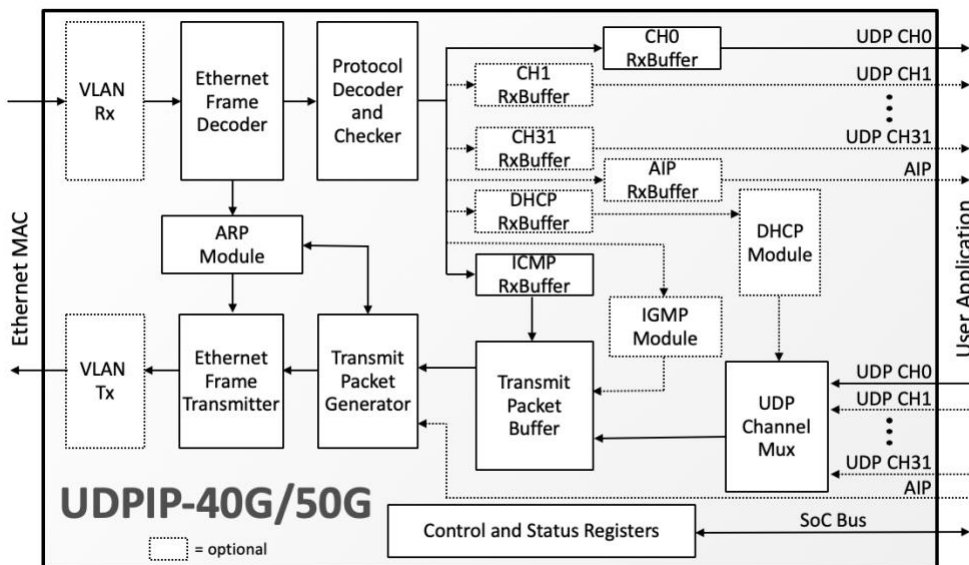 CH0
RxBuffer
UDP CH0
VLAN
Rx
Ethernet
Frame
Decoder
Protocol
Decoder
and
Checker
CH1
RxBuffer
UDP CH1
CH31
RxBuffer
UDP CH31
AIP
RxBuffer
AIP
DHCP
RxBuffer
DHCP
Module
ARP
Module
ICMP
RxBuffer
IGMP
Module
Ethernet MAC
User Application
VLAN
Tx
Ethernet
Frame
Transmitter
Transmit
Packet
Generator
Transmit
Packet
Buffer
UDP
Channel
Mux
UDP CH0
UDP CH1
UDP CH31
AIP
UDPIP-40G/50G
Control and Status Registers
SoC Bus
= optional